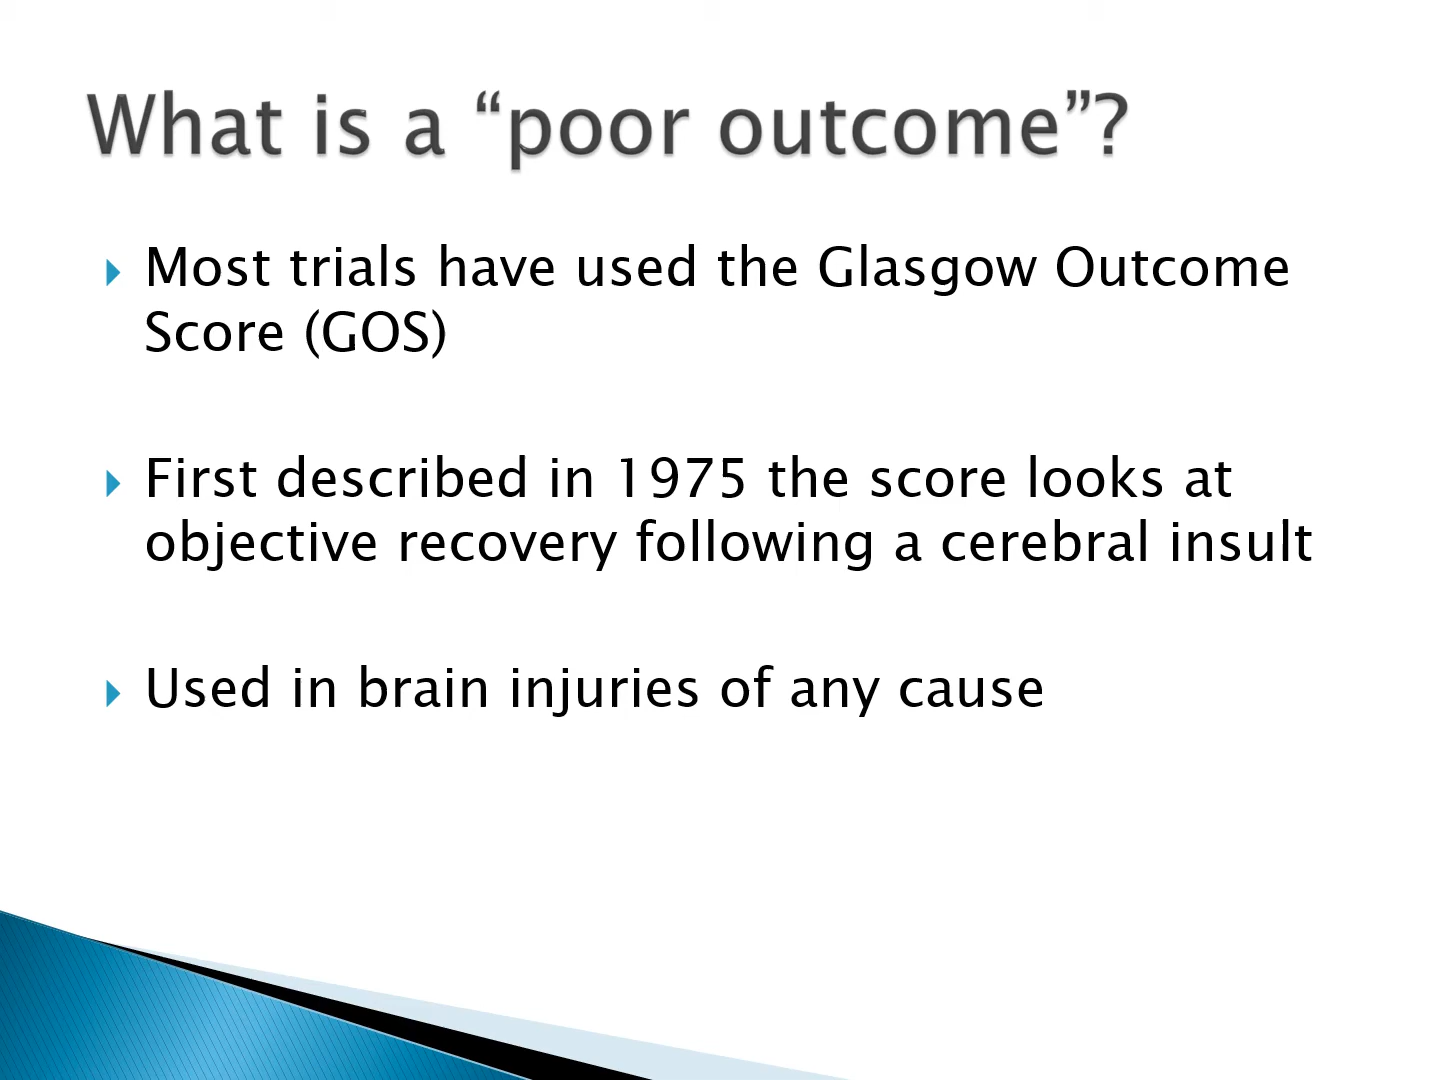 What is a “poor outcome”?
Most trials have used the Glasgow Outcome
Score (GOS)
First described in 1975 the score looks at
objective recovery following a cerebral insult
Used in brain injuries of any cause